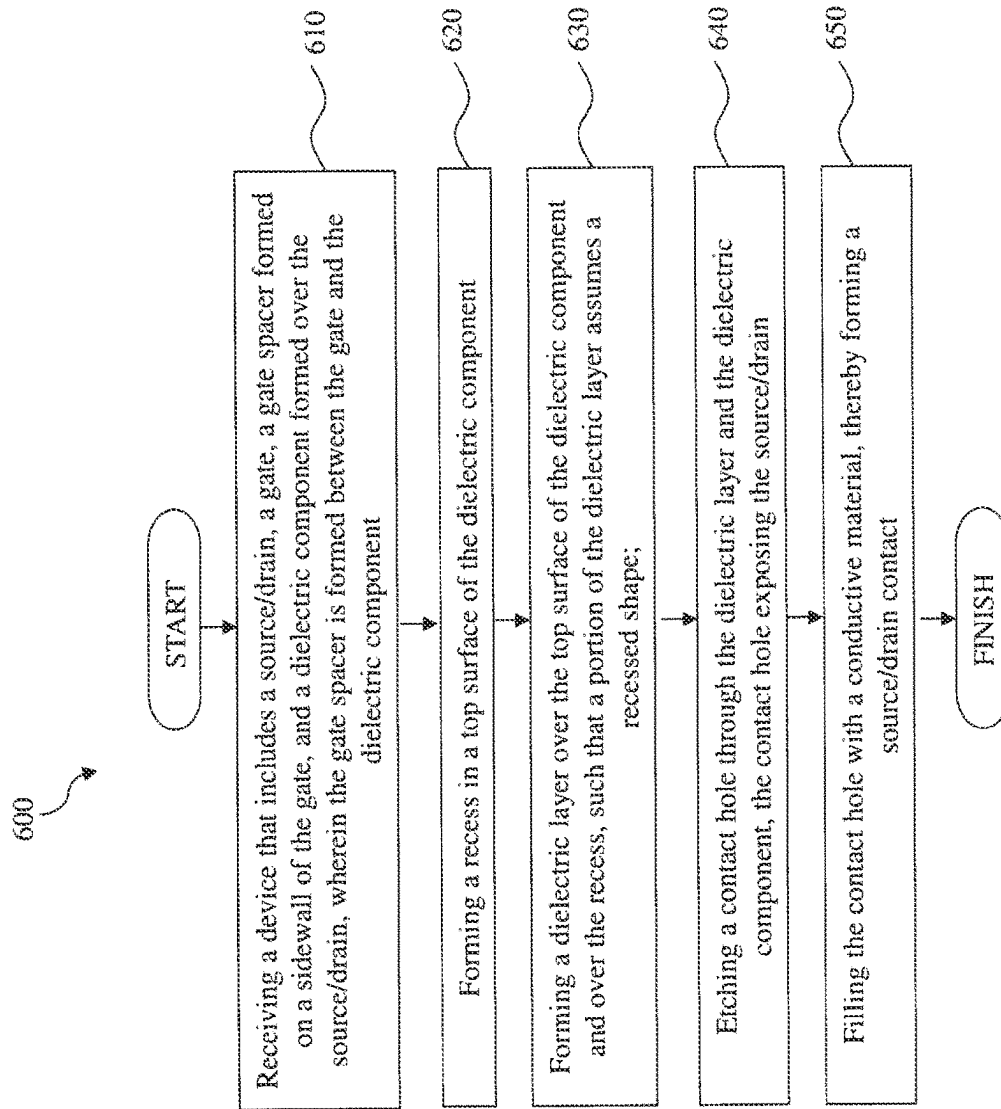 600
START
Receiving a device that includes a source/drain, a gate, a gate spacer formed
on a sidewall of the gate, and a dielectric component formed over the
source/drain, wherein the gate spacer is formed between the gate and the
dielectric component
610
Forming a recess in a top surface of the dielectric component
620
Forming a dielectric layer over the top surface of the dielectric component
and over the recess, such that a portion of the dielectric layer assumes a
recessed shape;
630
Etching a contact hole through the dielectric layer and the dielectric
component, the contact hole exposing the source/drain
640
Filling the contact hole with a conductive material, thereby forming a
source/drain contact
650
FINISH